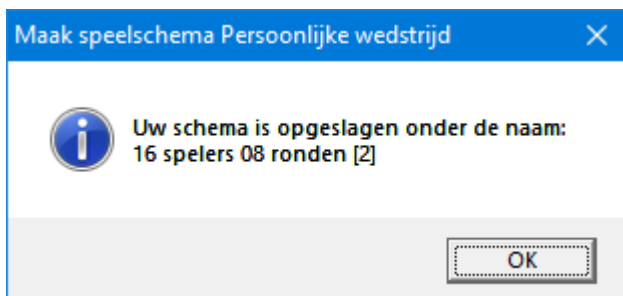 Maak speelschema Persoonlijke wedstrijd
Uw schema is opgeslagen onder de naam:
16 spelers 08 ronden [2]
OK